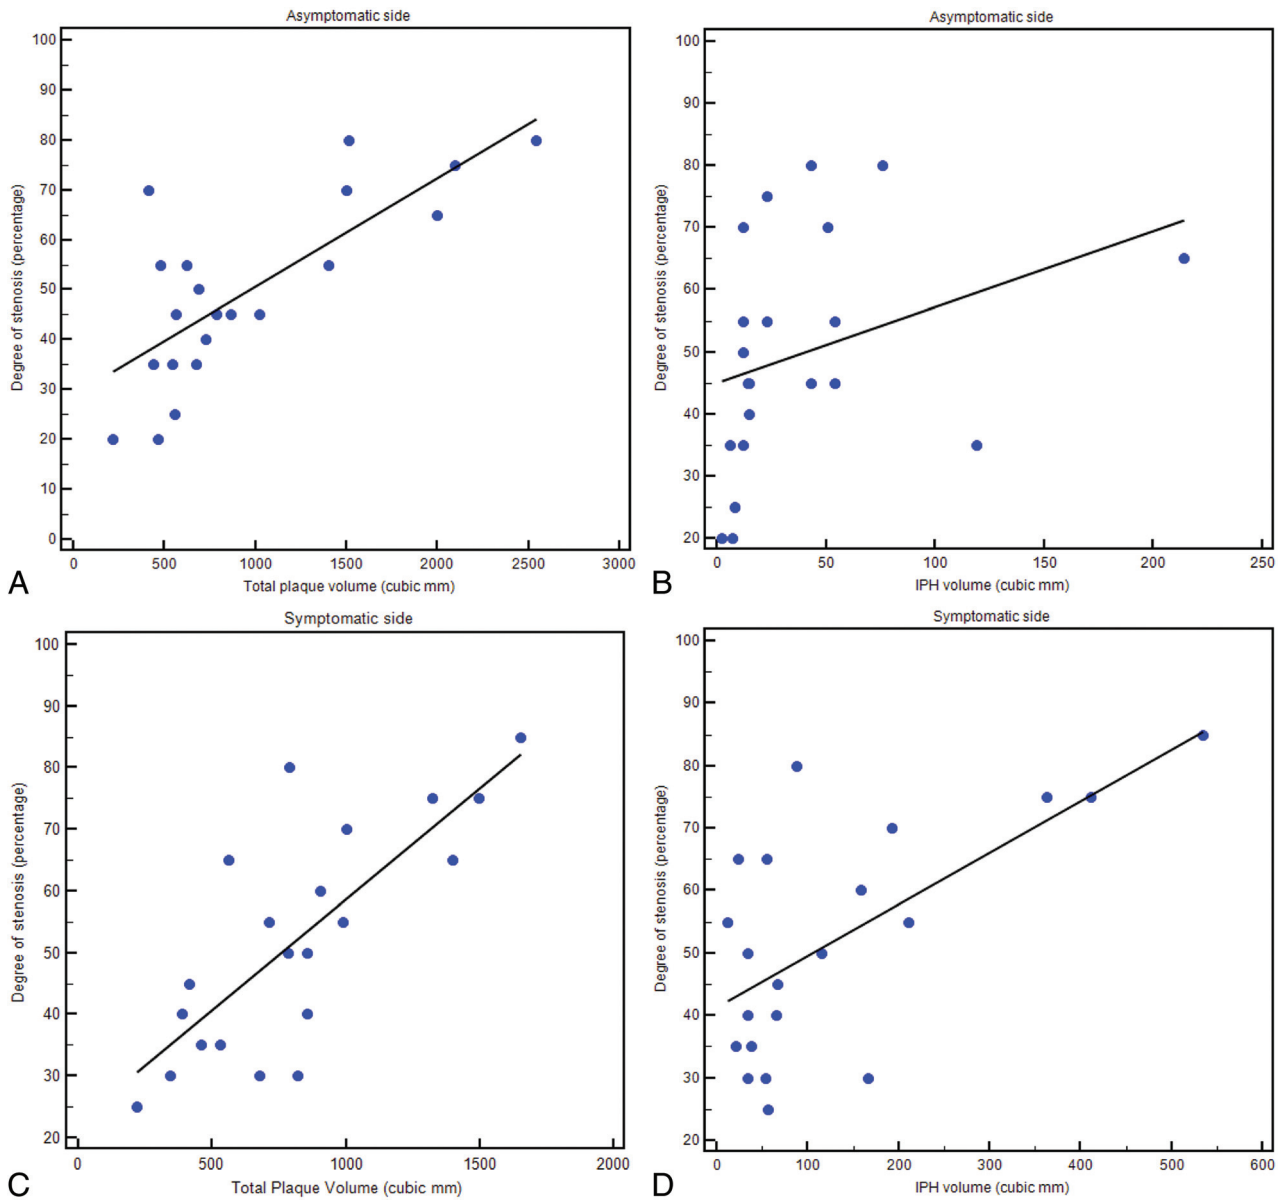 Asymptomatic side
100
90
80
70
60
50
40
30
20
10
0
Degree of stenosis (percentage)
0 500 1000 1500 2000 2500 3000
Total plaque volume (cubic mm)
A
Asymptomatic side
100
90
80
70
60
50
40
30
20
Degree of stenosis (percentage)
0 50 100 150 200 250
IPH volume (cubic mm)
B
Symptomatic side
100
90
80
70
60
50
40
30
20
Degree of stenosis (percentage)
0 500 1000 1500 2000
Total Plaque Volume (cubic mm)
C
Symptomatic side
100
90
80
70
60
50
40
30
20
Degree of stenosis (percentage)
0 100 200 300 400 500 600
IPH volume (cubic mm)
D